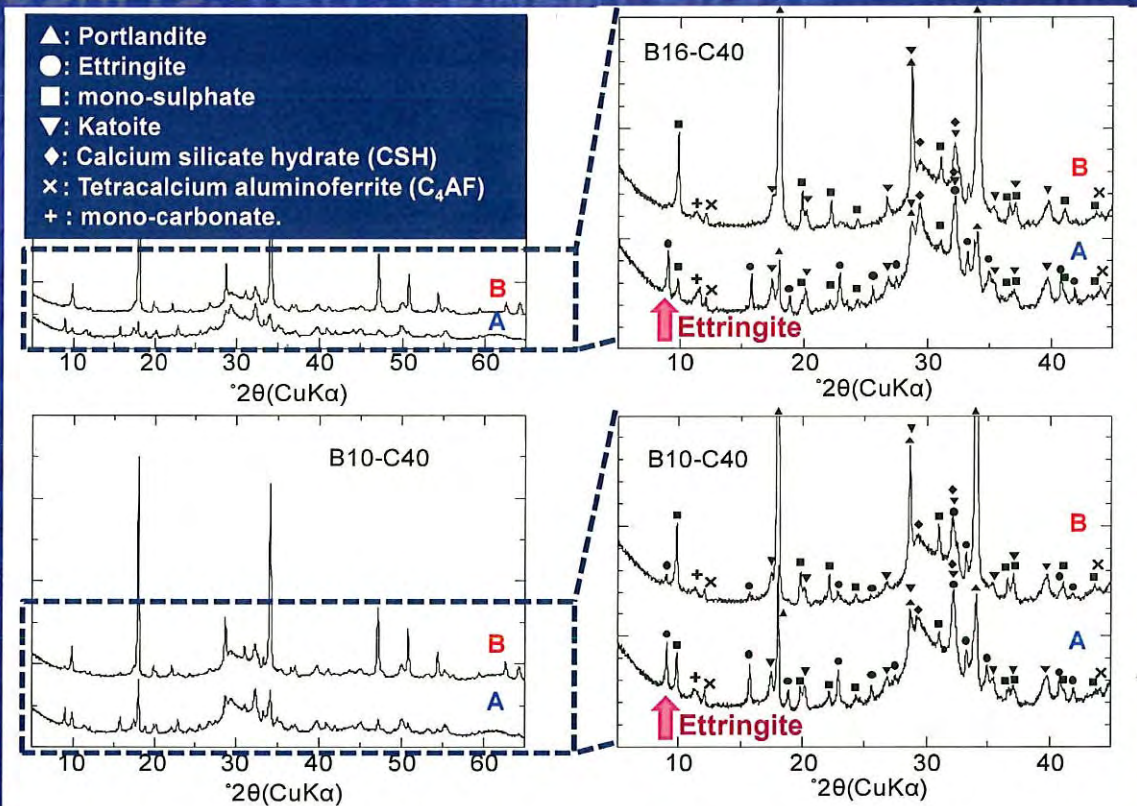 ▲: Portlandite
●: Ettringite
■: mono-sulphate
▼: Katoite
◆: Calcium silicate hydrate (CSH)
×: Tetracalcium aluminoferrite (C₄AF)
+ : mono-carbonate.
B
A
10 20 30 40 50 60
°2θ(CuKα)
B16-C40
B
A
Ettringite
10 20 30 40
°2θ(CuKα)
B10-C40
B
A
10 20 30 40 50 60
°2θ(CuKα)
B10-C40
B
A
Ettringite
10 20 30 40
°2θ(CuKα)